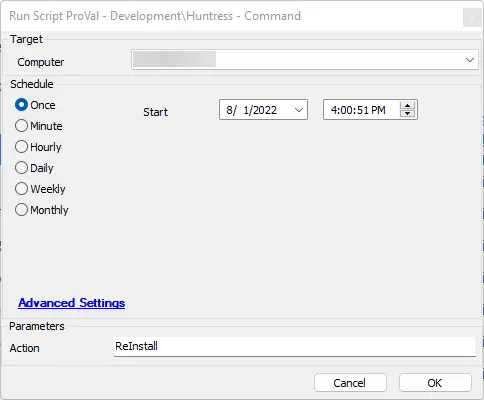 Run Script ProVal - Development\Huntress - Command
Target
Computer
Schedule
Once
Start
8/ 1/2022
4:00:51 PM
Minute
Hourly
Daily
Weekly
Monthly
Advanced Settings
Parameters
Action
ReInstall
Cancel
OK